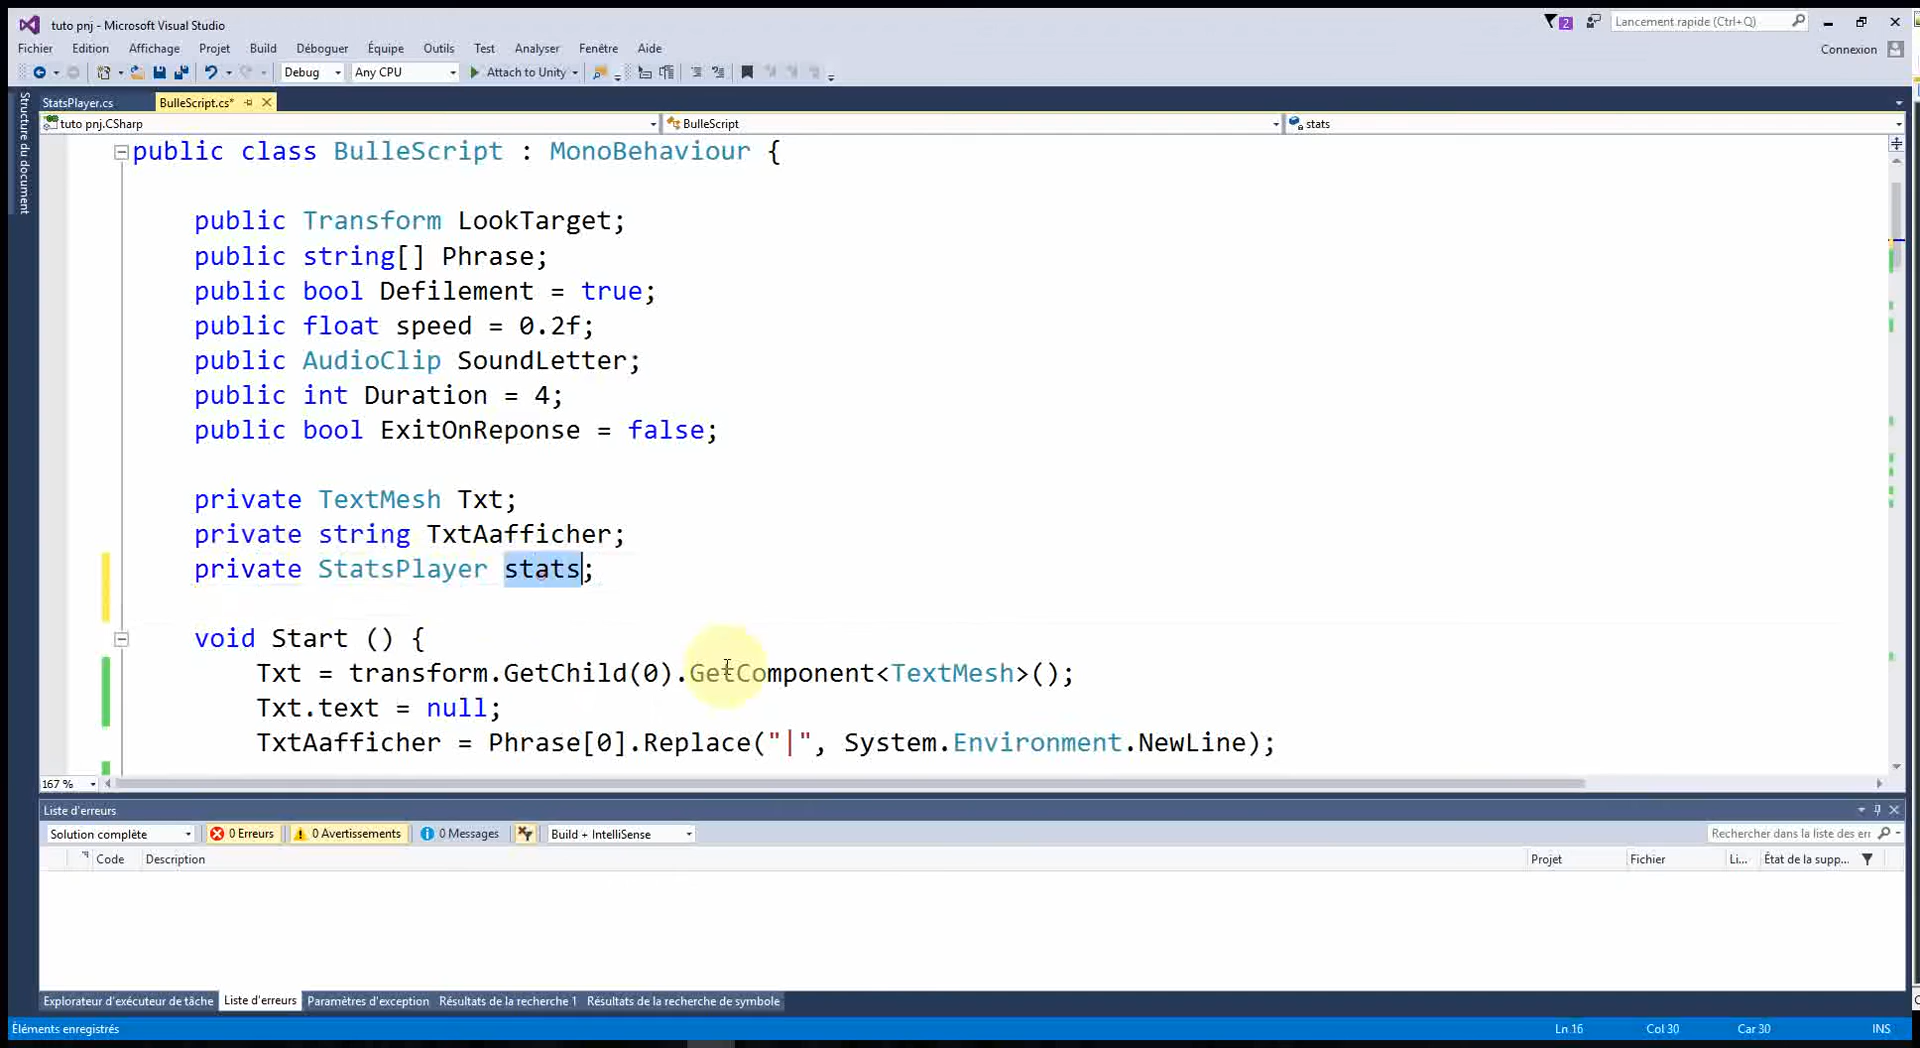 tuto pnj - Microsoft Visual Studio
2
Lancement rapide (Ctrl+Q)
Fichier Edition Affichage Projet Build Déboguer Équipe Outils Test Analyser Fenêtre Aide
Connexion
Debug Any CPU Attach to Unity
StatsPlayer.cs BulleScript.cs*
tuto pnj.CSharp BulleScript stats
Structure du document
public class BulleScript : MonoBehaviour {
public Transform LookTarget;
public string[] Phrase;
public bool Defilement = true;
public float speed = 0.2f;
public AudioClip SoundLetter;
public int Duration = 4;
public bool ExitOnReponse = false;
private TextMesh Txt;
private string TxtAafficher;
private StatsPlayer stats;
void Start () {
Txt = transform.GetChild(0).GetComponent<TextMesh>();
Txt.text = null;
TxtAafficher = Phrase[0].Replace("|", System.Environment.NewLine);
167 %
Liste d'erreurs
Solution complète 0 Erreurs 0 Avertissements 0 Messages Build + IntelliSense Rechercher dans la liste des err
Code Description Projet Fichier Li... État de la supp...
Explorateur d'exécuteur de tâche Liste d'erreurs Paramètres d'exception Résultats de la recherche 1 Résultats de la recherche de symbole
Éléments enregistrés Ln 16 Col 30 Car 30 INS